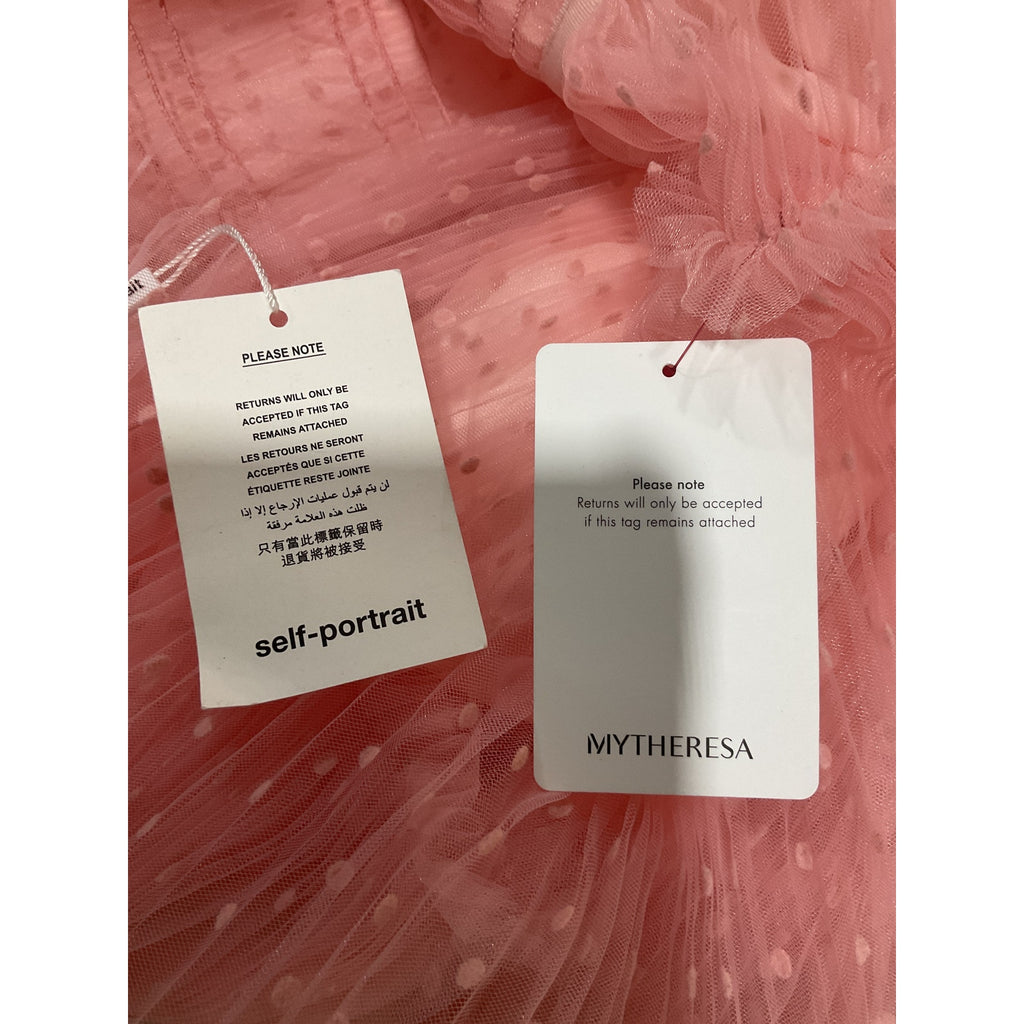 PLEASE NOTE
RETURNS WILL ONLY BE
ACCEPTED IF THIS TAG
REMAINS ATTACHED
LES RETOURS NE SERONT
ACCEPTÉS QUE SI CETTE
ÉTIQUETTE RESTE JOINTE
لن يتم قبول عمليات الإرجاع إلا إذا
ظلت هذه العلامة مرفقة
只有當此標籤保留時
退貨將被接受
self-portrait
Please note
Returns will only be accepted
if this tag remains attached
MYTHERESA